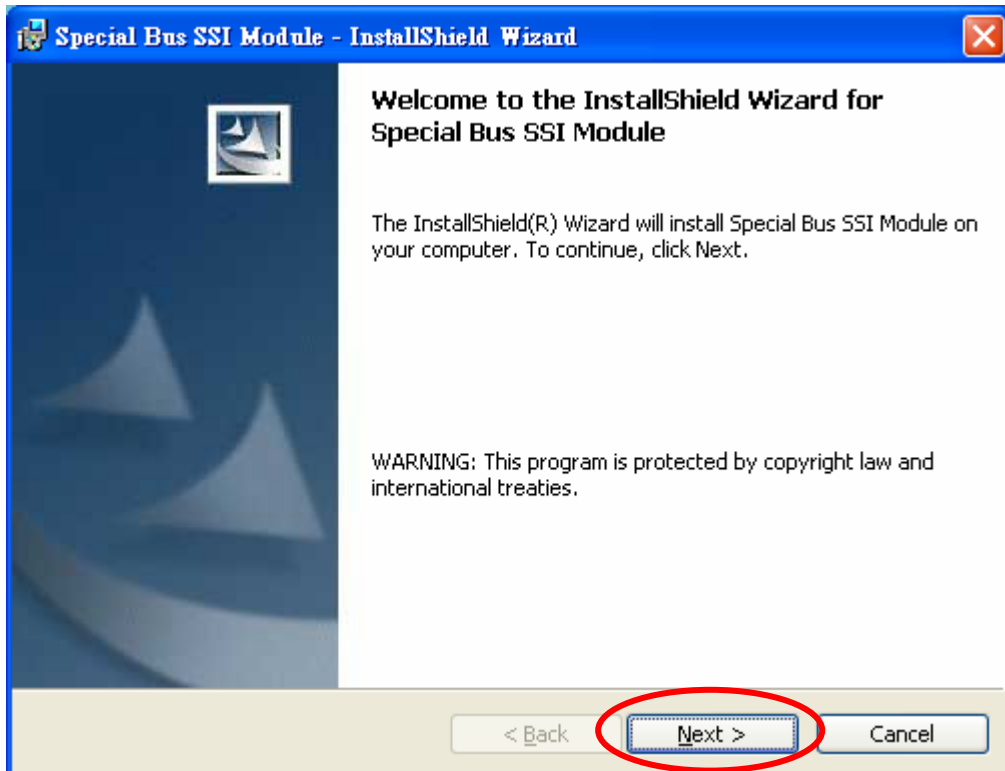 Special Bus SSI Module - InstallShield Wizard
Welcome to the InstallShield Wizard for
Special Bus SSI Module
The InstallShield(R) Wizard will install Special Bus SSI Module on
your computer. To continue, click Next.
WARNING: This program is protected by copyright law and
international treaties.
< Back
Next >
Cancel